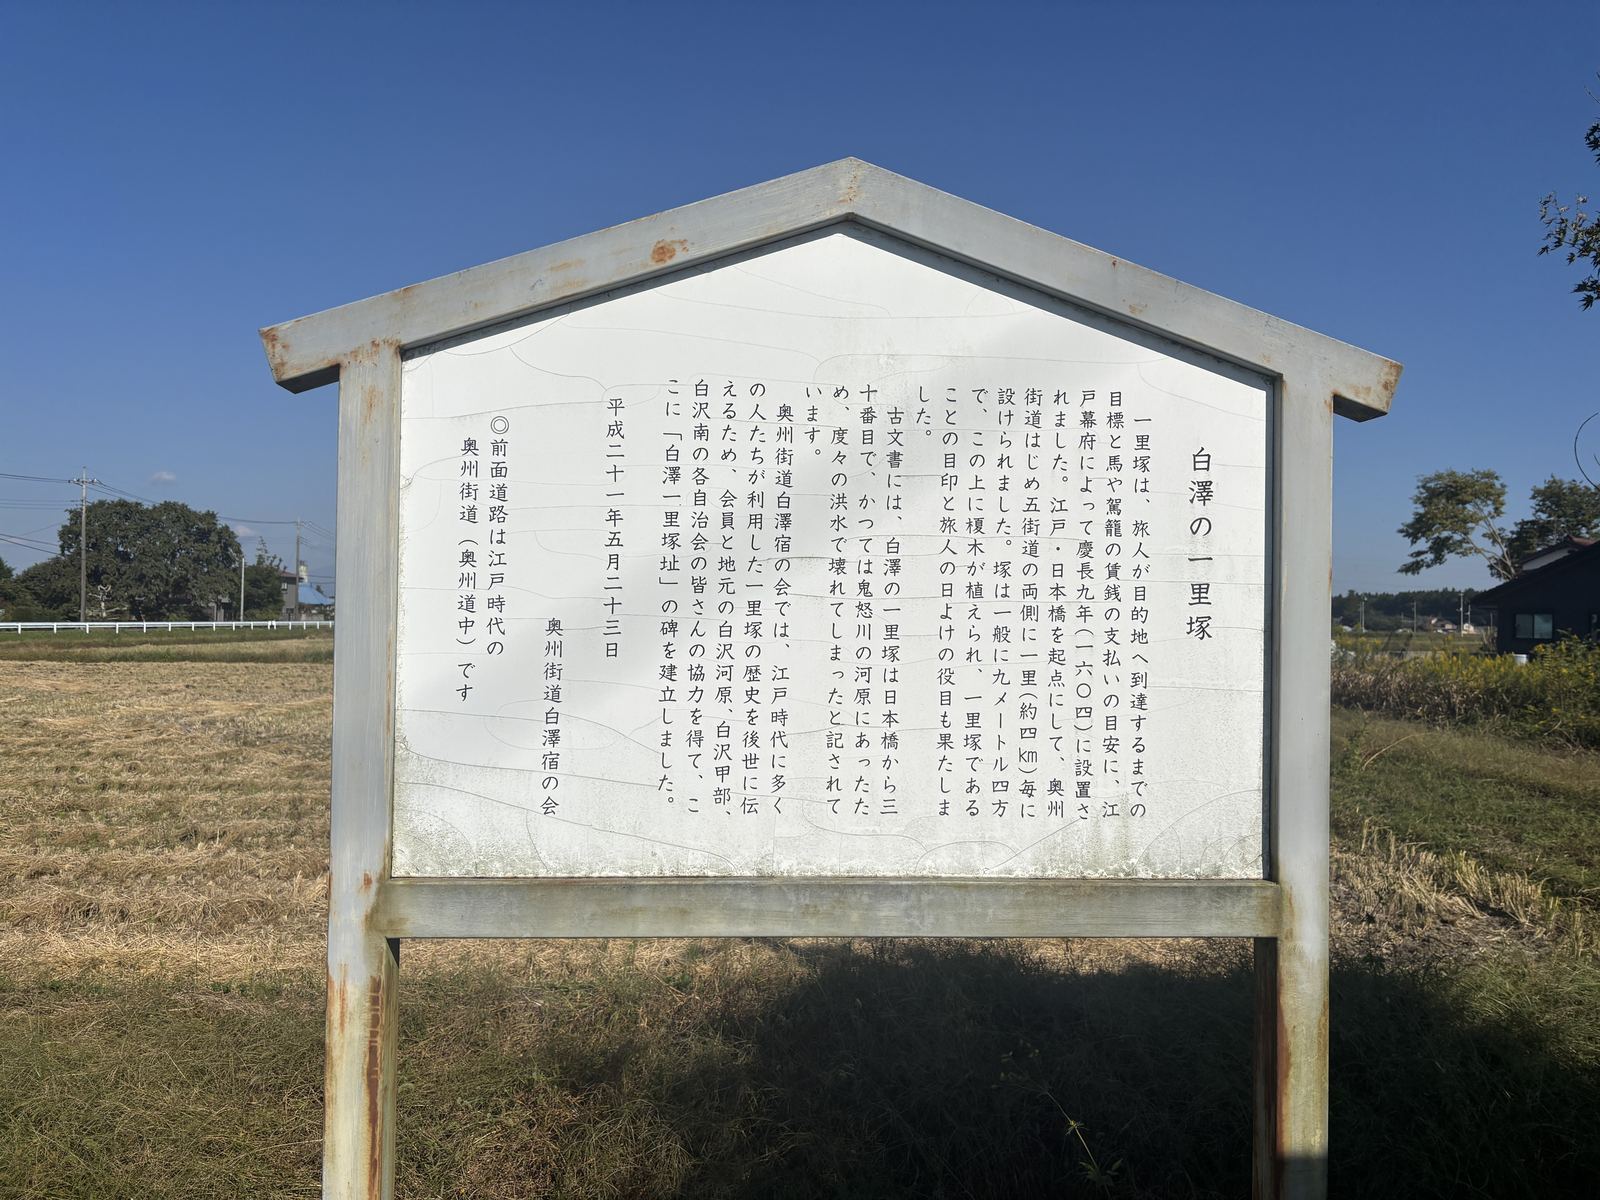 白澤の一里塚
一里塚は、旅人が目的地へ到達するまでの
目標と馬や駕籠の賃銭の支払いの目安に、江
戸幕府によって慶長九年(一六〇四)に設置さ
れました。江戸・日本橋を起点にして、奥州
街道はじめ五街道の両側に一里(約四km)毎に
設けられました。塚は一般に九メートル四方
で、この上に榎木が植えられ、一里塚である
ことの目印と旅人の日よけの役目も果たしま
した。
古文書には、白澤の一里塚は日本橋から三
十番目で、かつては鬼怒川の河原にあったた
め、度々の洪水で壊れてしまったと記されて
います。
奥州街道白澤宿の会では、江戸時代に多く
の人たちが利用した一里塚の歴史を後世に伝
えるため、会員と地元の白沢河原、白沢甲部、
白沢南の各自治会の皆さんの協力を得て、こ
こに「白澤一里塚址」の碑を建立しました。
平成二十一年五月二十三日
奥州街道白澤宿の会
◎前面道路は江戸時代の
奥州街道（奥州道中）です